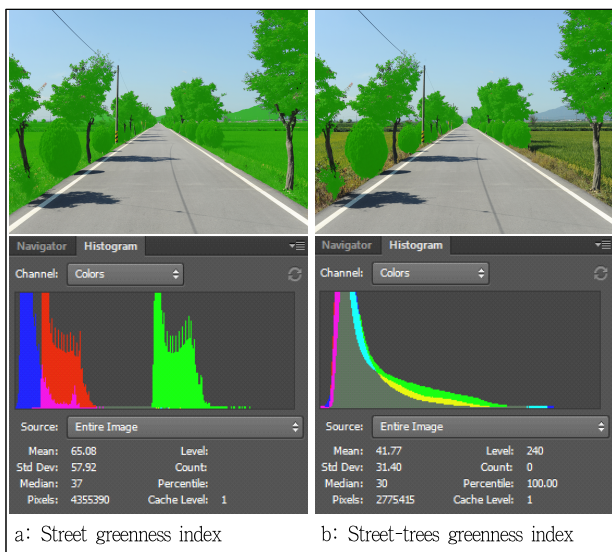 Navigator Histogram
Channel: Colors
Source: Entire Image
Mean: 65.08 Level:
Std Dev: 57.92 Count:
Median: 37 Percentile:
Pixels: 4355390 Cache Level: 1
a: Street greenness index
Navigator Histogram
Channel: Colors
Source: Entire Image
Mean: 41.77 Level: 240
Std Dev: 31.40 Count: 0
Median: 30 Percentile: 100.00
Pixels: 2775415 Cache Level: 1
b: Street-trees greenness index